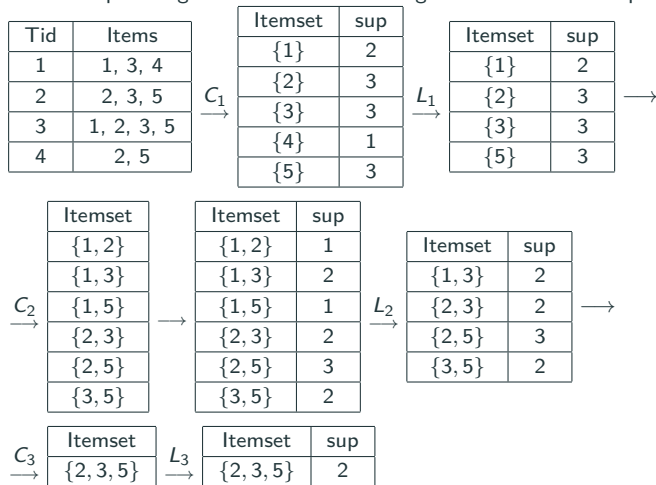 Tid Items
1 1, 3, 4
2 2, 3, 5
3 1, 2, 3, 5
4 2, 5
C1
Itemset sup
{1} 2
{2} 3
{3} 3
{4} 1
{5} 3
L1
Itemset sup
{1} 2
{2} 3
{3} 3
{5} 3
C2
Itemset
{1, 2}
{1, 3}
{1, 5}
{2, 3}
{2, 5}
{3, 5}
Itemset sup
{1, 2} 1
{1, 3} 2
{1, 5} 1
{2, 3} 2
{2, 5} 3
{3, 5} 2
L2
Itemset sup
{1, 3} 2
{2, 3} 2
{2, 5} 3
{3, 5} 2
C3
Itemset
{2, 3, 5}
L3
Itemset sup
{2, 3, 5} 2